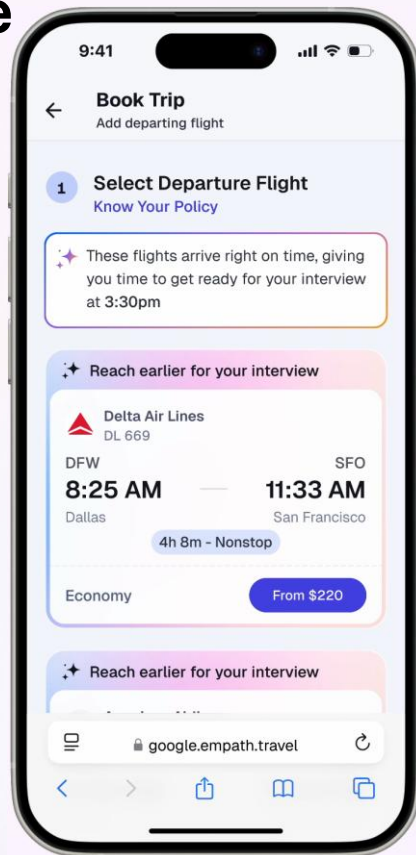 e
9:41
Book Trip
Add departing flight
1
Select Departure Flight
Know Your Policy
These flights arrive right on time, giving
you time to get ready for your interview
at 3:30pm
Reach earlier for your interview
Delta Air Lines
DL 669
DFW SFO
8:25 AM — 11:33 AM
Dallas San Francisco
4h 8m - Nonstop
Economy From $220
Reach earlier for your interview
google.empath.travel